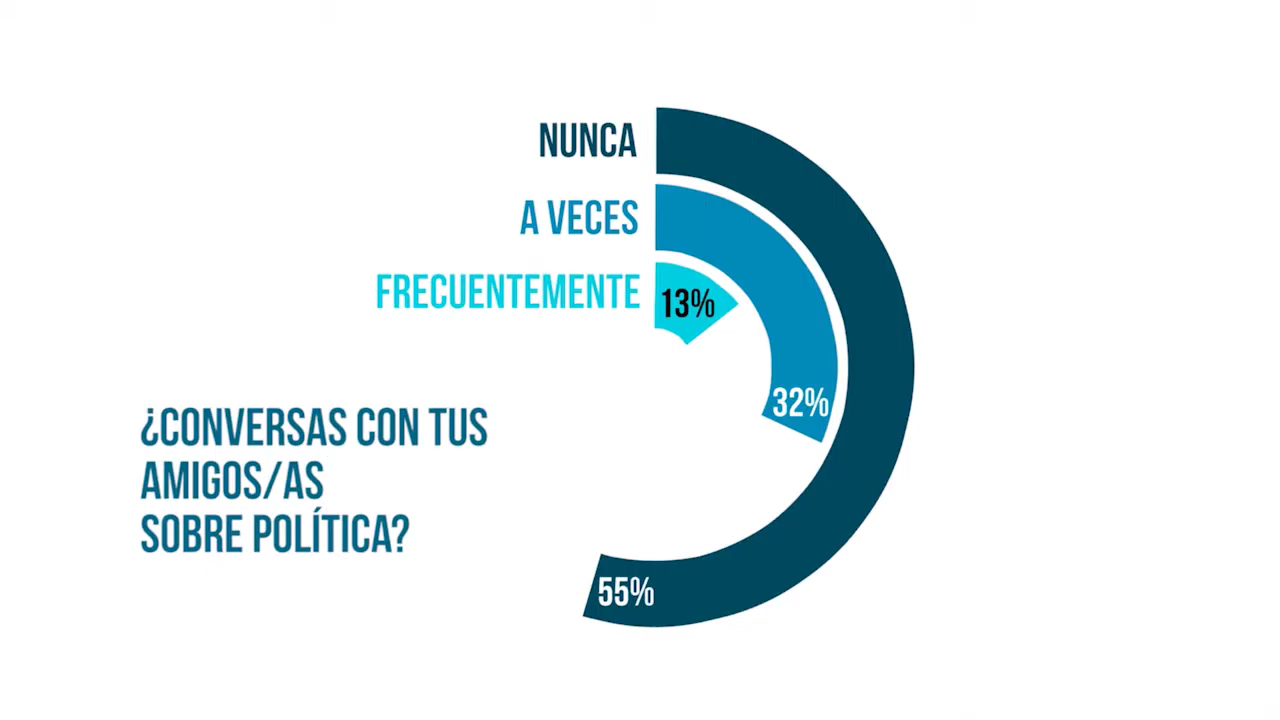 NUNCA
A VECES
FRECUENTEMENTE
13%
32%
¿CONVERSAS CON TUS
AMIGOS/AS
SOBRE POLÍTICA?
55%